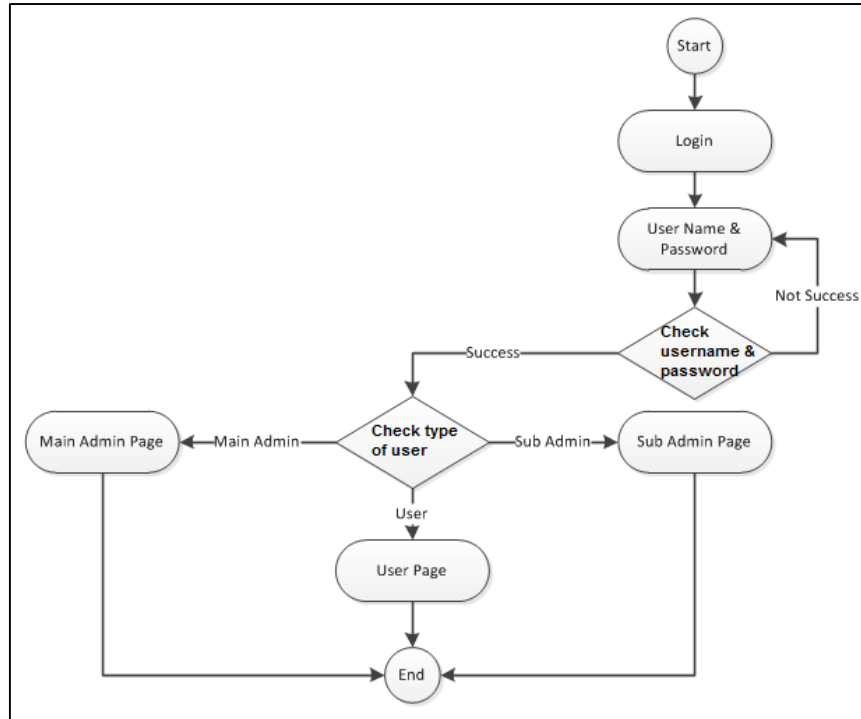 Start
Login
User Name &
Password
Not Success
Check
username &
password
Success
Main Admin Page
Main Admin
Check type
of user
Sub Admin
Sub Admin Page
User
User Page
End